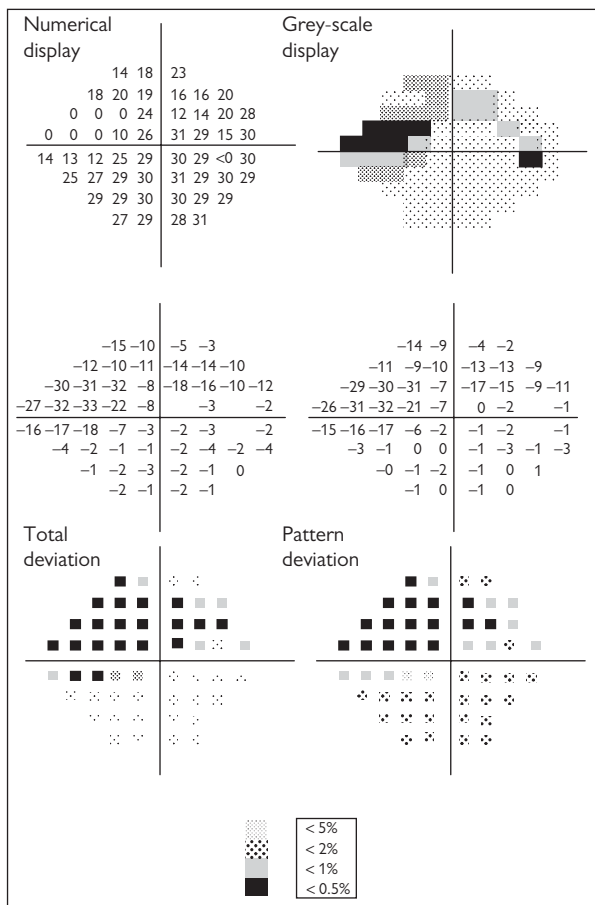 Numerical display
Grey-scale display
14 18 23
18 20 19 16 16 20
0 0 0 24 12 14 20 28
0 0 0 10 26 31 29 15 30
14 13 12 25 29 30 29 <0 30
25 27 29 30 31 29 30 29
29 29 30 30 29 29
27 29 28 31
−15 −10 −5 −3
−12 −10 −11 −14 −14 −10
−30 −31 −32 −8 −18 −16 −10 −12
−27 −32 −33 −22 −8 −3 −2
−16 −17 −18 −7 −3 −2 −3 −2
−4 −2 −1 −1 −2 −4 −2 −4
−1 −2 −3 −2 −1 0
−2 −1 −2 −1
−14 −9 −4 −2
−11 −9 −10 −13 −13 −9
−29 −30 −31 −7 −17 −15 −9 −11
−26 −31 −32 −21 −7 0 −2 −1
−15 −16 −17 −6 −2 −1 −2 −1
−3 −1 0 0 −1 −3 −1 −3
−0 −1 −2 −1 0 1
−1 0 −1 0
Total deviation
Pattern deviation
< 5%
< 2%
< 1%
< 0.5%